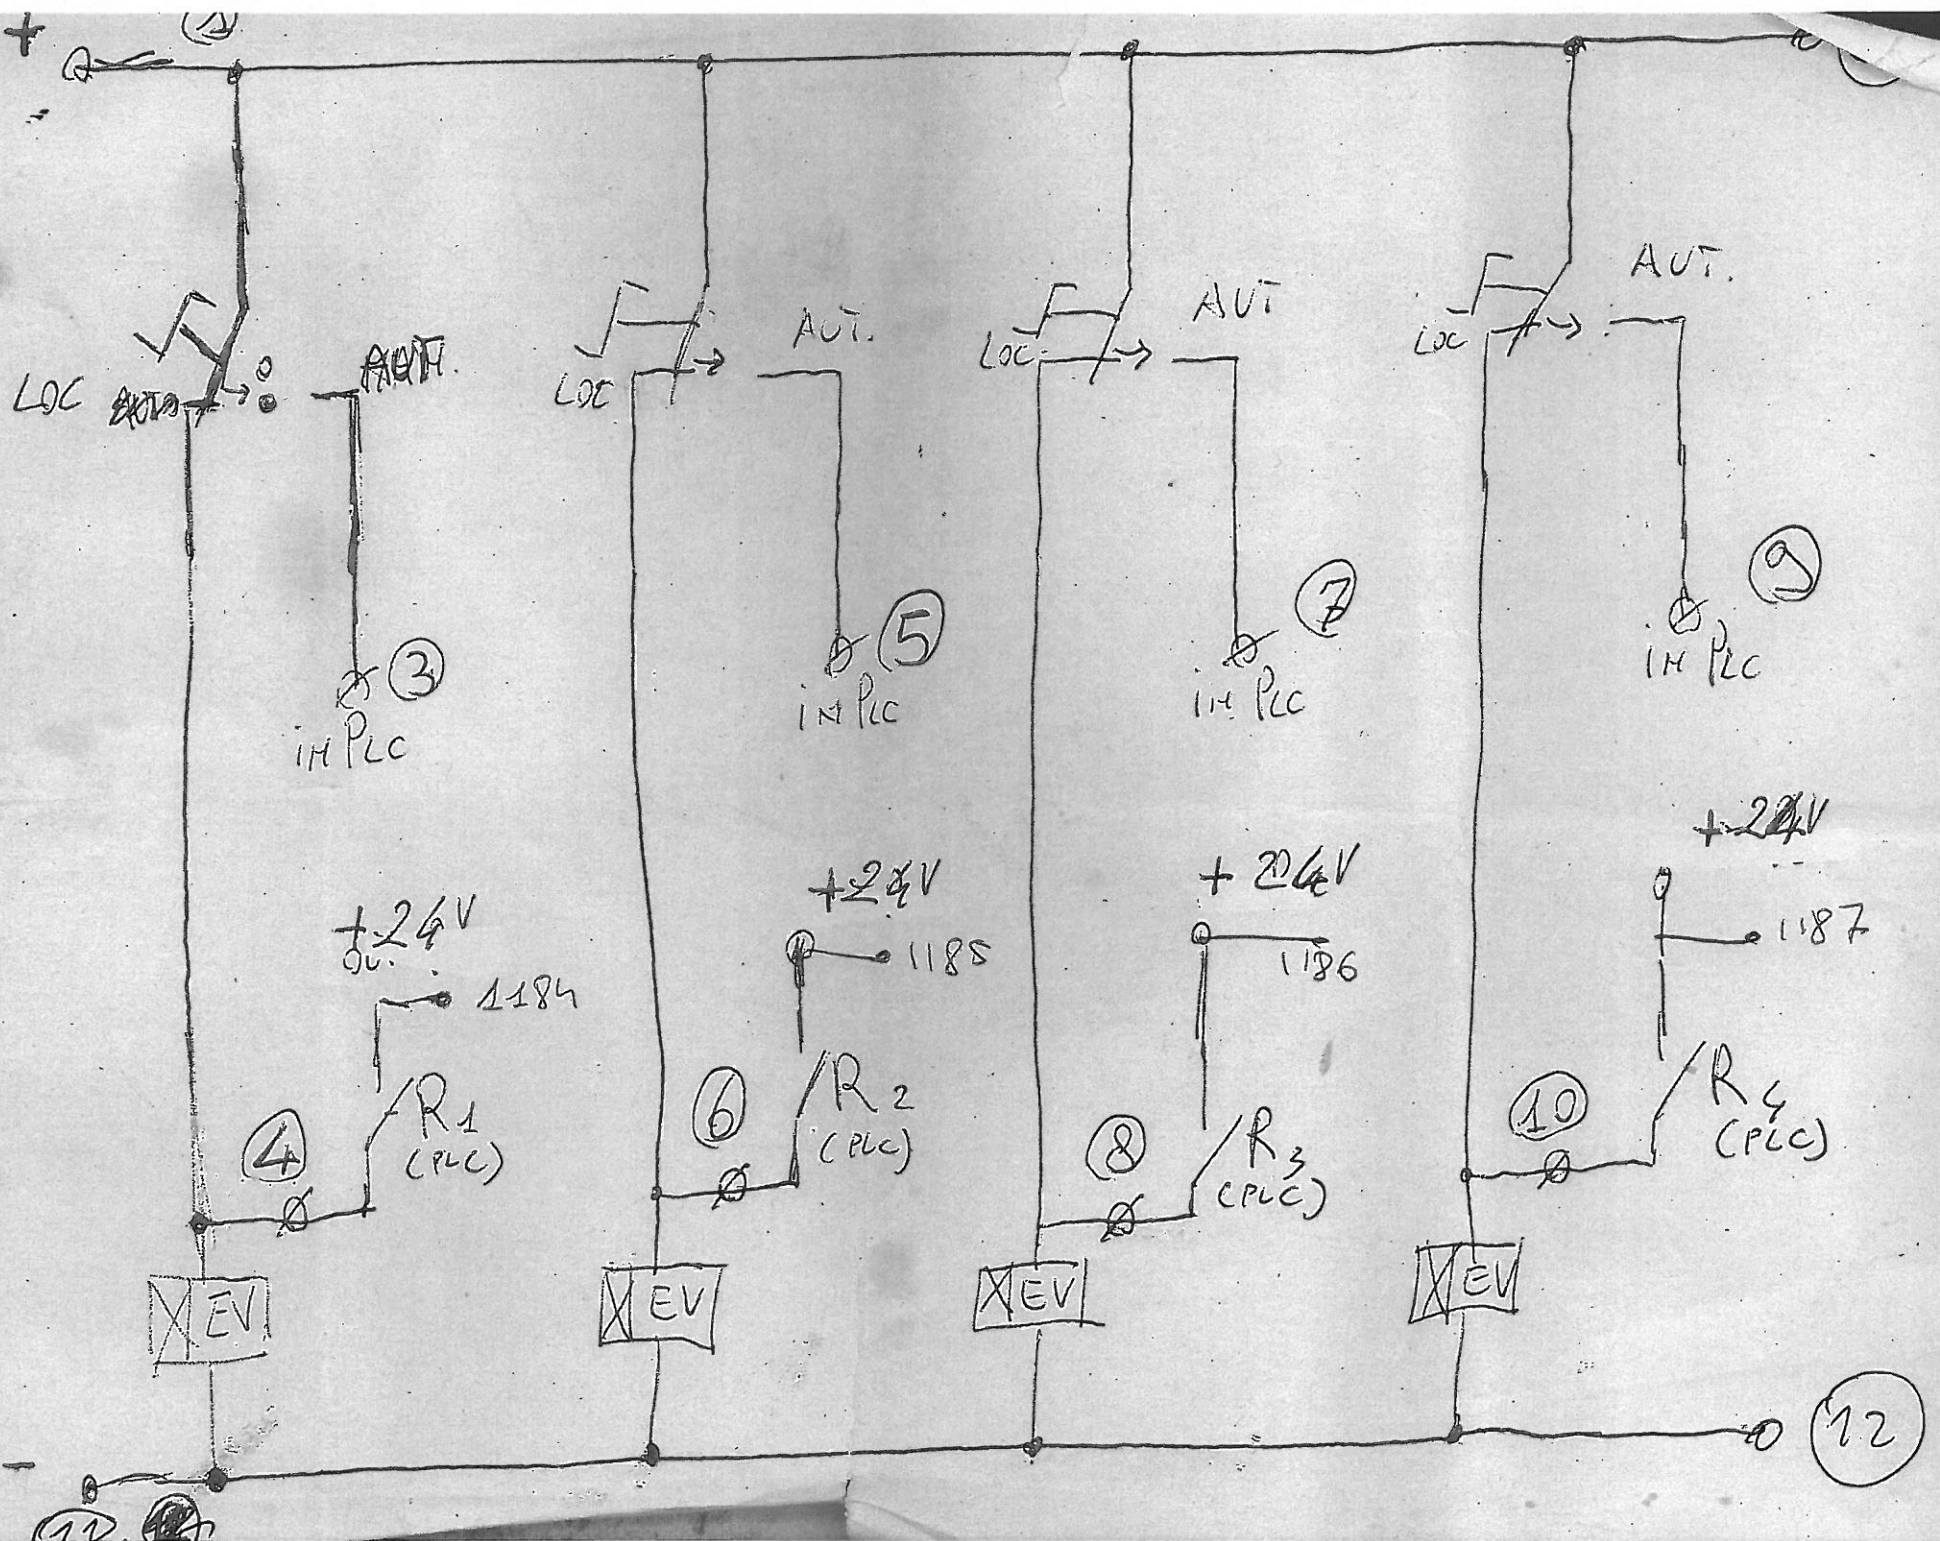 +
1
-
AUT.
AUT
AUT.
LOC
AUT.
LOC
LOC
LOC
9
7
5
3
IN PLC
IN PLC
IN PLC
IN PLC
+24V
+24V
+24V
+24V
1187
1185
1186
1184
R2
(PLC)
R4
(PLC)
R1
(PLC)
R3
(PLC)
6
10
4
8
EV
EV
EV
EV
12
-
11